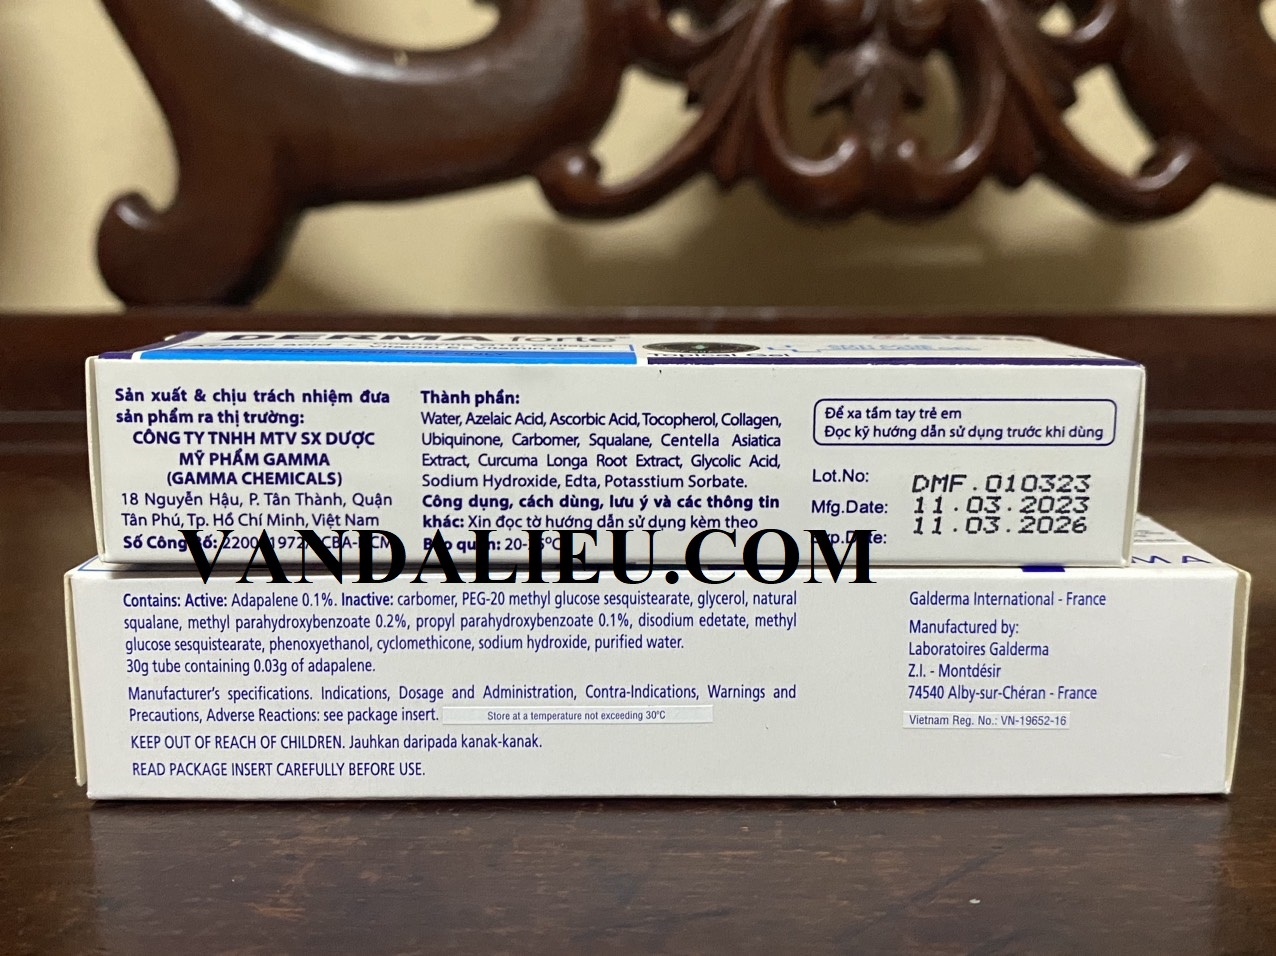 DERMA forte
Topical Gel
Sản xuất & chịu trách nhiệm đưa
sản phẩm ra thị trường:
CÔNG TY TNHH MTV SX DƯỢC
MỸ PHẨM GAMMA
(GAMMA CHEMICALS)
18 Nguyễn Hậu, P. Tân Thành, Quận
Tân Phú, Tp. Hồ Chí Minh, Việt Nam
Số Công
Thành phần:
Water, Azelaic Acid, Ascorbic Acid, Tocopherol, Collagen,
Ubiquinone, Carbomer, Squalane, Centella Asiatica
Extract, Curcuma Longa Root Extract, Glycolic Acid,
Sodium Hydroxide, Edta, Potasstium Sorbate.
Công dụng, cách dùng, lưu ý và các thông tin
khác: Xin đọc tờ hướng dẫn sử dụng kèm theo
quản:
Để xa tầm tay trẻ em
Đọc kỹ hướng dẫn sử dụng trước khi dùng
Lot.No: DMF.010323
Mfg.Date: 11.03.2023
11.03.2026
VANDALIEU.COM
Contains: Active: Adapalene 0.1%. Inactive: carbomer, PEG-20 methyl glucose sesquistearate, glycerol, natural
squalane, methyl parahydroxybenzoate 0.2%, propyl parahydroxybenzoate 0.1%, disodium edetate, methyl
glucose sesquistearate, phenoxyethanol, cyclomethicone, sodium hydroxide, purified water.
30g tube containing 0.03g of adapalene.
Manufacturer's specifications. Indications, Dosage and Administration, Contra-Indications, Warnings and
Precautions, Adverse Reactions: see package insert.
Store at a temperature not exceeding 30°C
KEEP OUT OF REACH OF CHILDREN. Jauhkan daripada kanak-kanak.
READ PACKAGE INSERT CAREFULLY BEFORE USE.
Galderma International - France
Manufactured by:
Laboratoires Galderma
Z.I. - Montdésir
74540 Alby-sur-Chéran - France
Vietnam Reg. No.: VN-19652-16